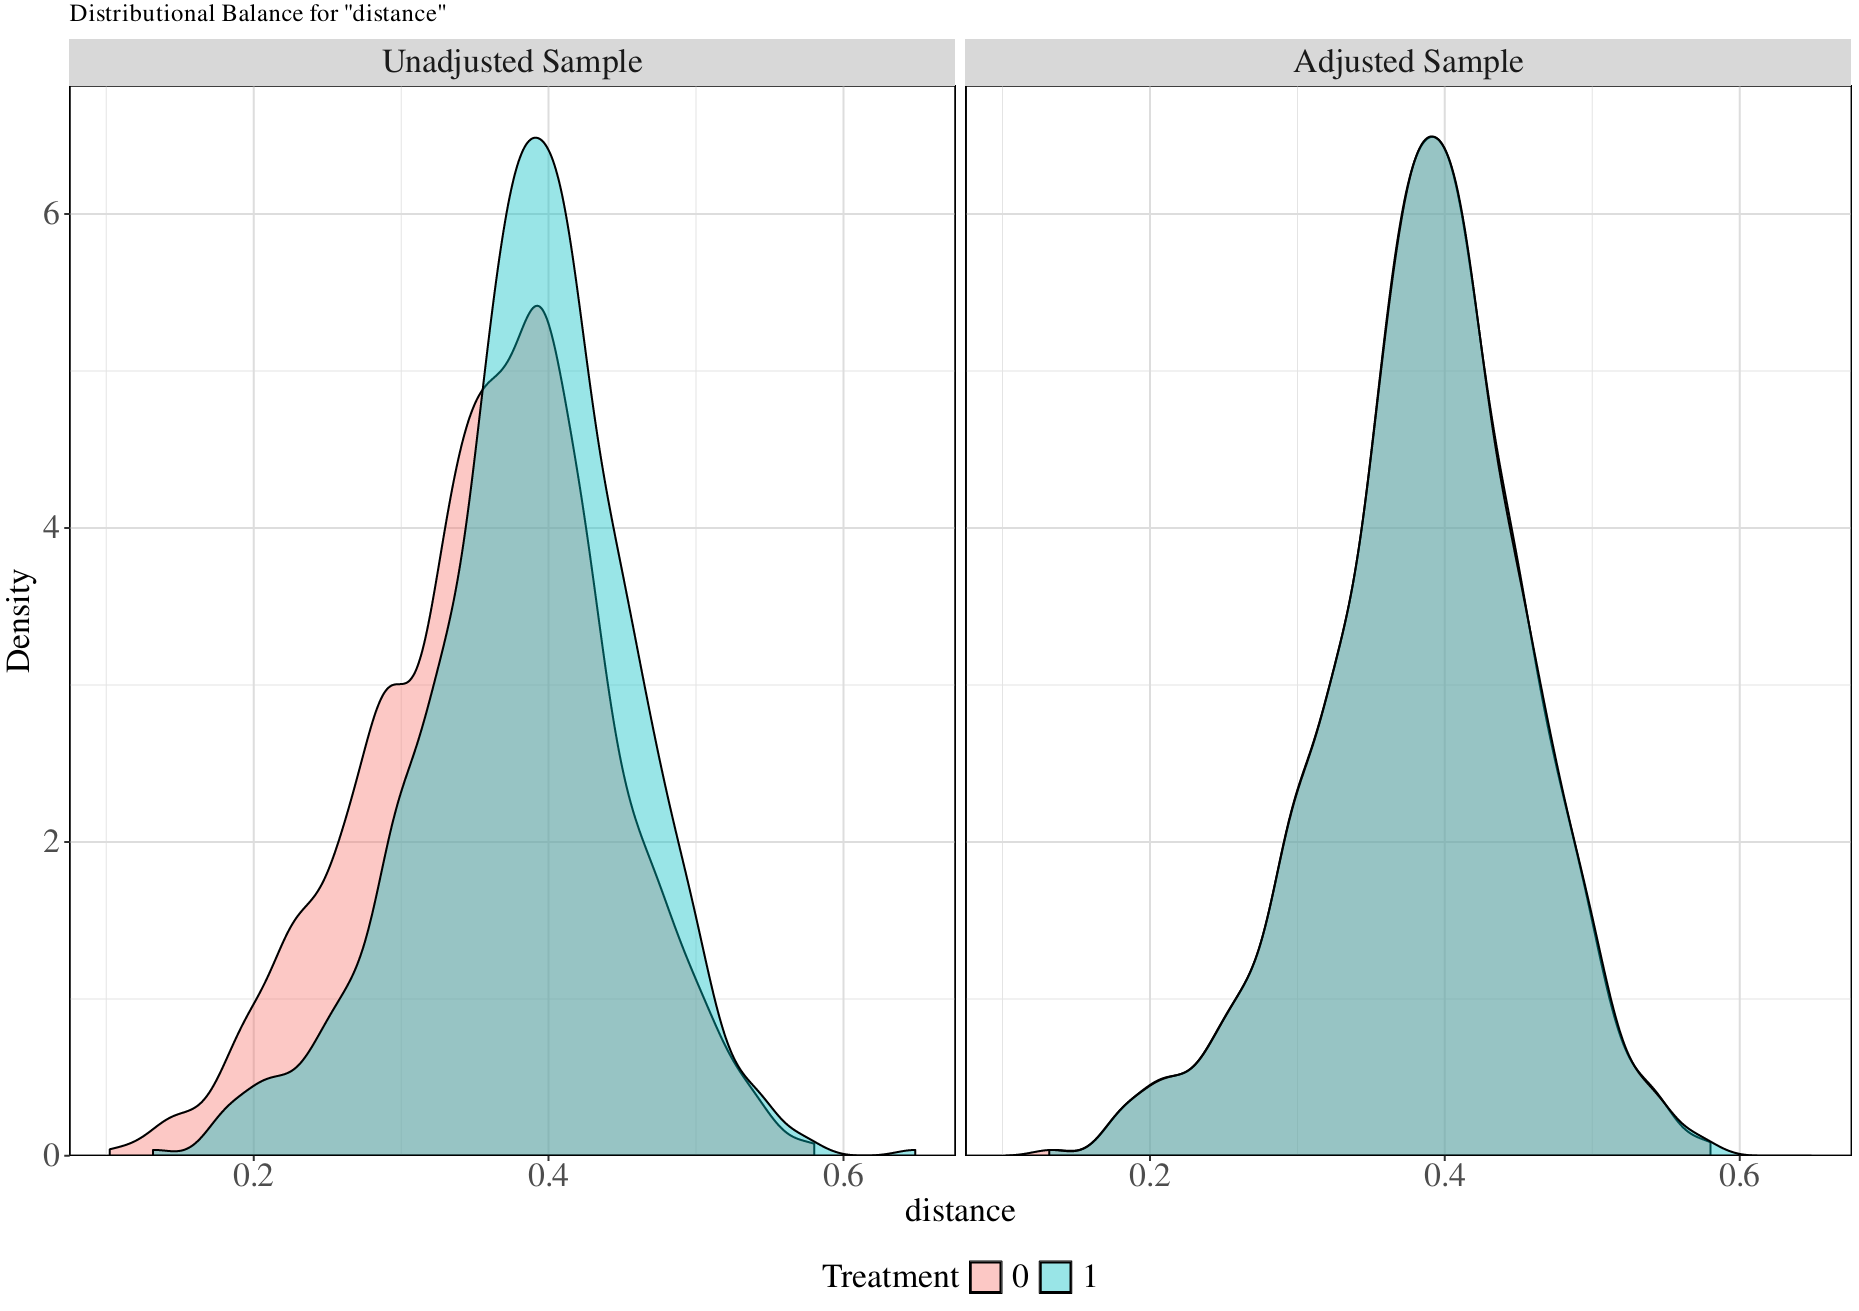 Distributional Balance for "distance"
Unadjusted Sample
Adjusted Sample
Density
6
4
2
0
0.2 0.4 0.6
0.2 0.4 0.6
distance
Treatment 0 1